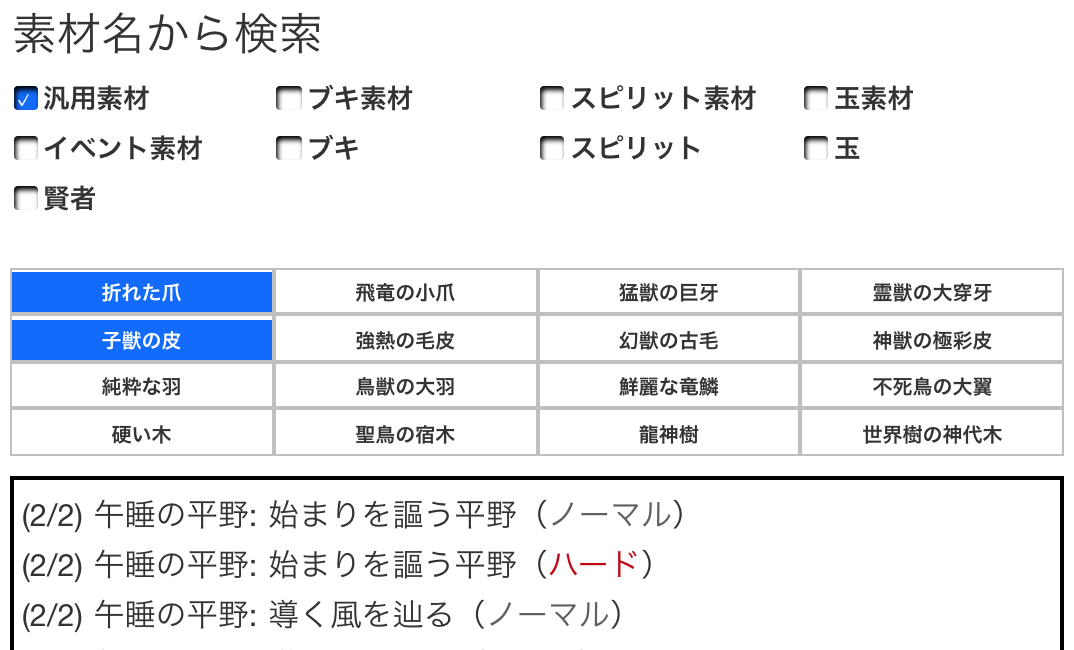 素材名から検索
汎用素材 ブキ素材 スピリット素材 玉素材
イベント素材 ブキ スピリット 玉
賢者
折れた爪 飛竜の小爪 猛獣の巨牙 霊獣の大穿牙
子獣の皮 強熱の毛皮 幻獣の古毛 神獣の極彩皮
純粋な羽 鳥獣の大羽 鮮麗な竜鱗 不死鳥の大翼
硬い木 聖鳥の宿木 龍神樹 世界樹の神代木
(2/2) 午睡の平野: 始まりを謳う平野（ノーマル）
(2/2) 午睡の平野: 始まりを謳う平野（ハード）
(2/2) 午睡の平野: 導く風を辿る（ノーマル）